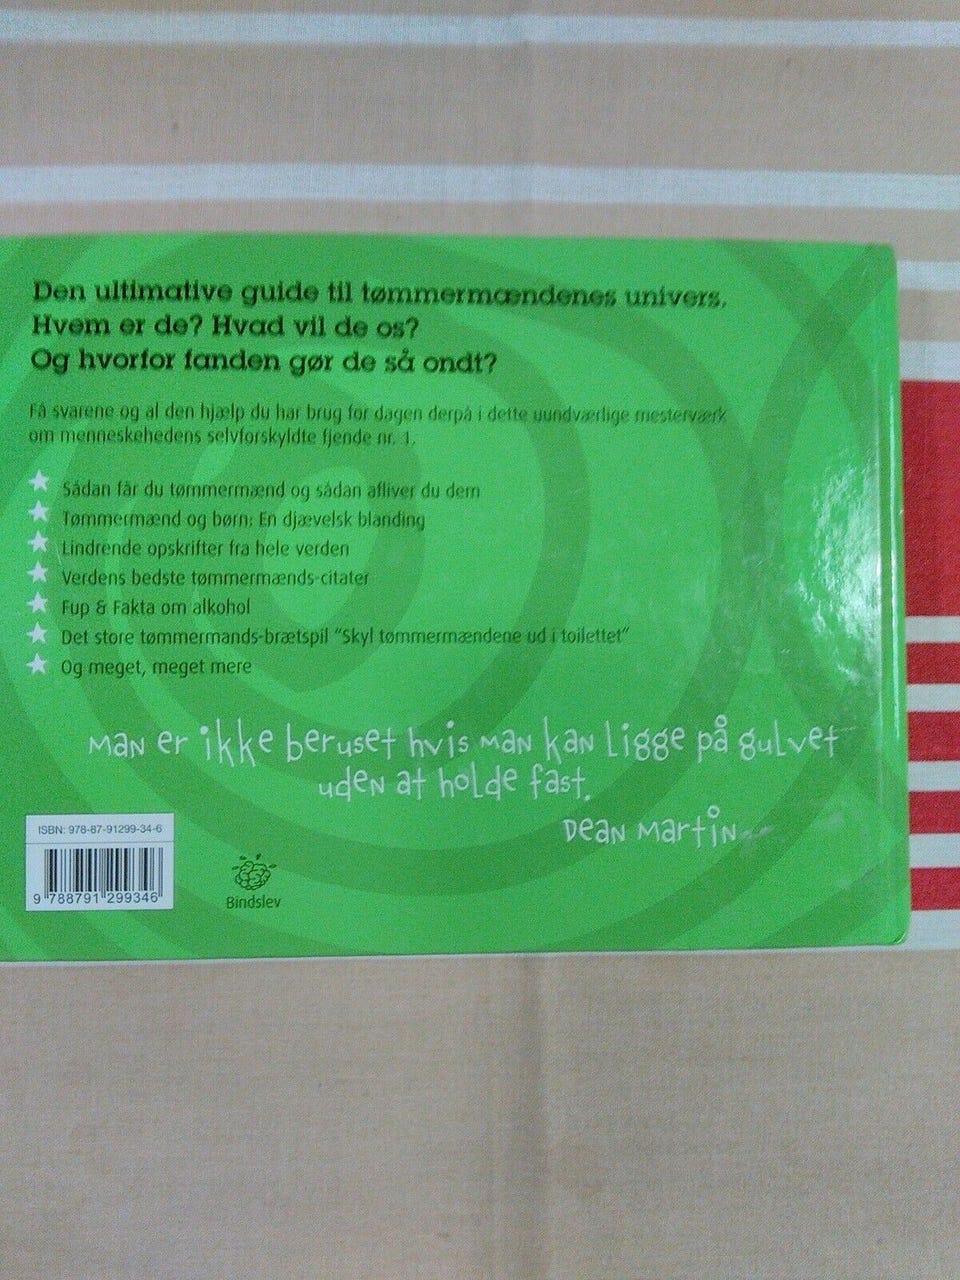 Den ultimative guide til tømmermændenes univers.
Hvem er de? Hvad vil de os?
Og hvorfor fanden gør de så ondt?
Få svarene og al den hjælp du har brug for dagen derpå i dette uundværlige mesterværk
om menneskehedens selvforskyldte fjende nr. 1.
Sådan får du tømmermænd og sådan afliver du dem
Tømmermænd og børn: En djævelsk blanding
Lindrende opskrifter fra hele verden
Verdens bedste tømmermænds-citater
Fup & Fakta om alkohol
Det store tømmermands-brætspil "Skyl tømmermændene ud i toilettet"
Og meget, meget mere
Man er ikke beruset hvis man kan ligge på gulvet
uden at holde fast.
Dean Martin
ISBN: 978-87-91299-34-6
9 788791 299346
Bindslev